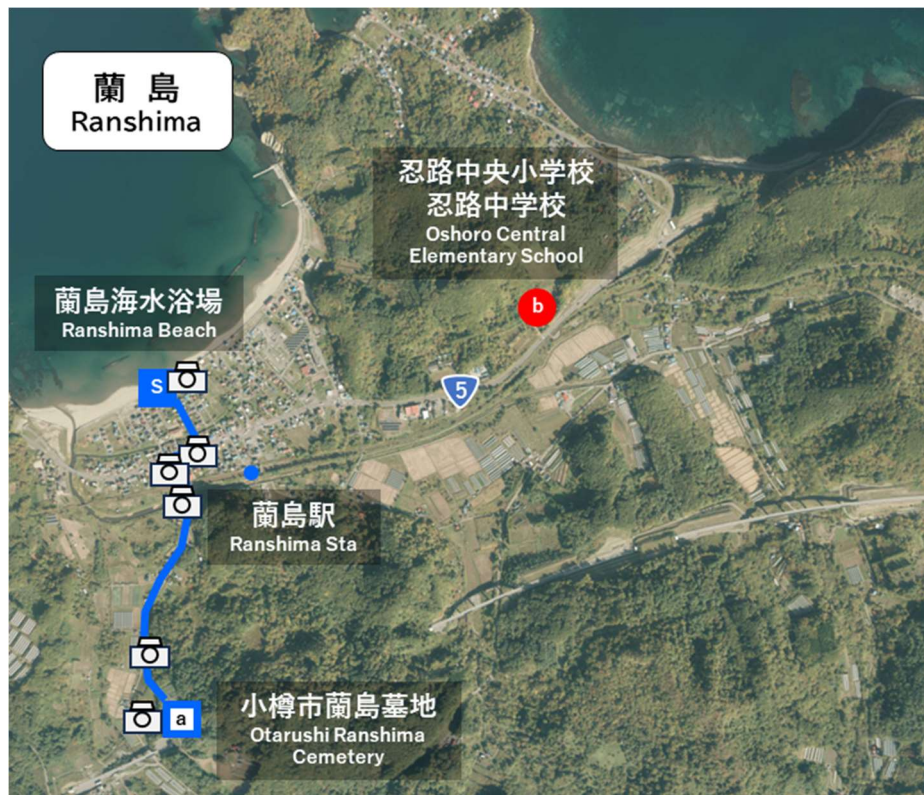 蘭 島
Ranshima
忍路中央小学校
忍路中学校
Oshoro Central
Elementary School
b
蘭島海水浴場
Ranshima Beach
S
5
蘭島駅
Ranshima Sta
小樽市蘭島墓地
Otarushi Ranshima
Cemetery
a